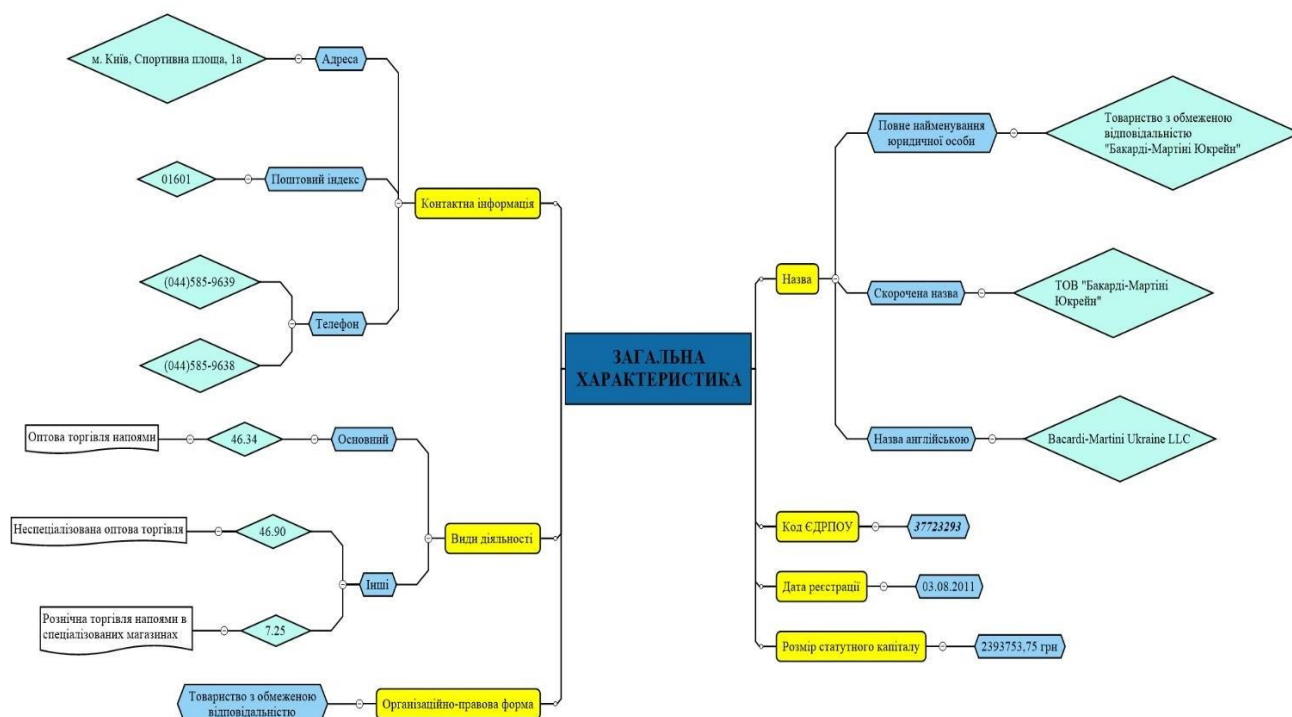 м. Київ, Спортивна площа, 1а
Адреса
01601
Поштовий індекс
Контактна інформація
(044)585-9639
Телефон
(044)585-9638
Оптова торгівля напоями
46.34
Основний
Неспеціалізована оптова торгівля
46.90
Види діяльності
Інші
Рознічна торгівля напоями в
спеціалізованих магазинах
7.25
Товариство з обмеженою
відповідальністю
Організаційно-правова форма
ЗАГАЛЬНА
ХАРАКТЕРИСТИКА
Повне найменування
юридичної особи
Товариство з обмеженою
відповідальністю
"Бакарді-Мартіні Юкрейн"
Назва
Скорочена назва
ТОВ "Бакарді-Мартіні
Юкрейн"
Назва англійською
Bacardi-Martini Ukraine LLC
Код ЄДРПОУ
37723293
Дата реєстрації
03.08.2011
Розмір статутного капіталу
2393753,75 грн